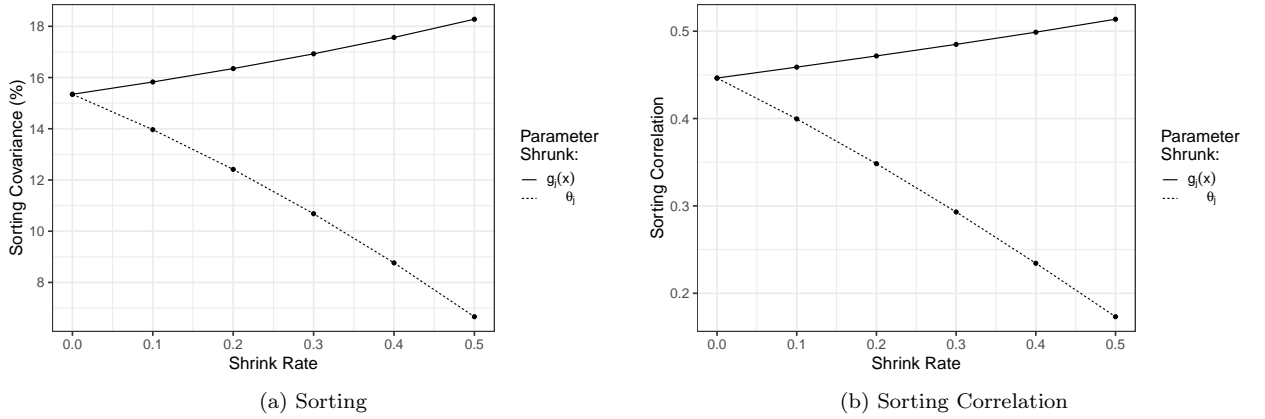 Sorting Covariance (%)
18
16
14
12
10
8
0.0 0.1 0.2 0.3 0.4 0.5
Shrink Rate
Parameter
Shrunk:
gj(x)
θj
(a) Sorting
Sorting Correlation
0.5
0.4
0.3
0.2
0.0 0.1 0.2 0.3 0.4 0.5
Shrink Rate
Parameter
Shrunk:
gj(x)
θj
(b) Sorting Correlation